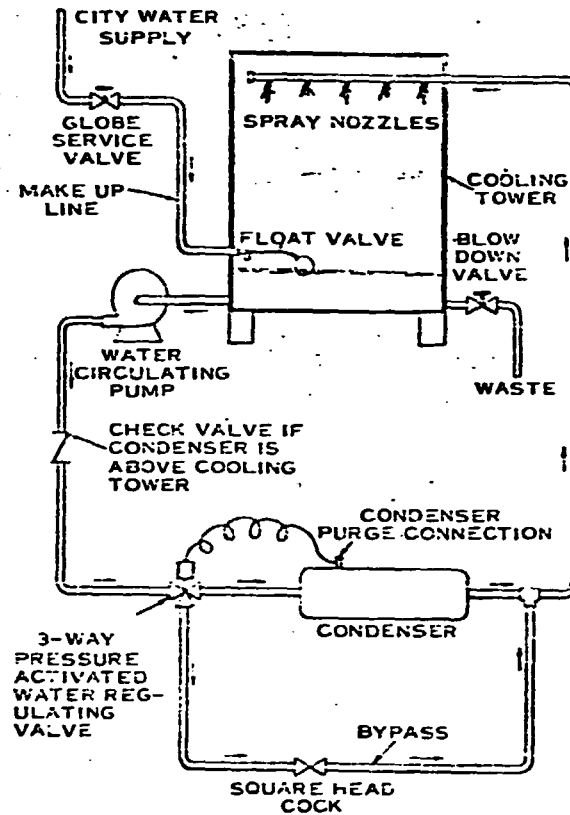 CITY WATER
SUPPLY
GLOBE
SERVICE
VALVE
MAKE UP
LINE
SPRAY NOZZLES
COOLING
TOWER
FLOAT VALVE
BLOW
DOWN
VALVE
WASTE
WATER
CIRCULATING
PUMP
CHECK VALVE IF
CONDENSER IS
ABOVE COOLING
TOWER
CONDENSER
PURGE CONNECTION
CONDENSER
3-WAY
PRESSURE
ACTIVATED
WATER REG-
ULATING
VALVE
BYPASS
SQUARE HEAD
COCK